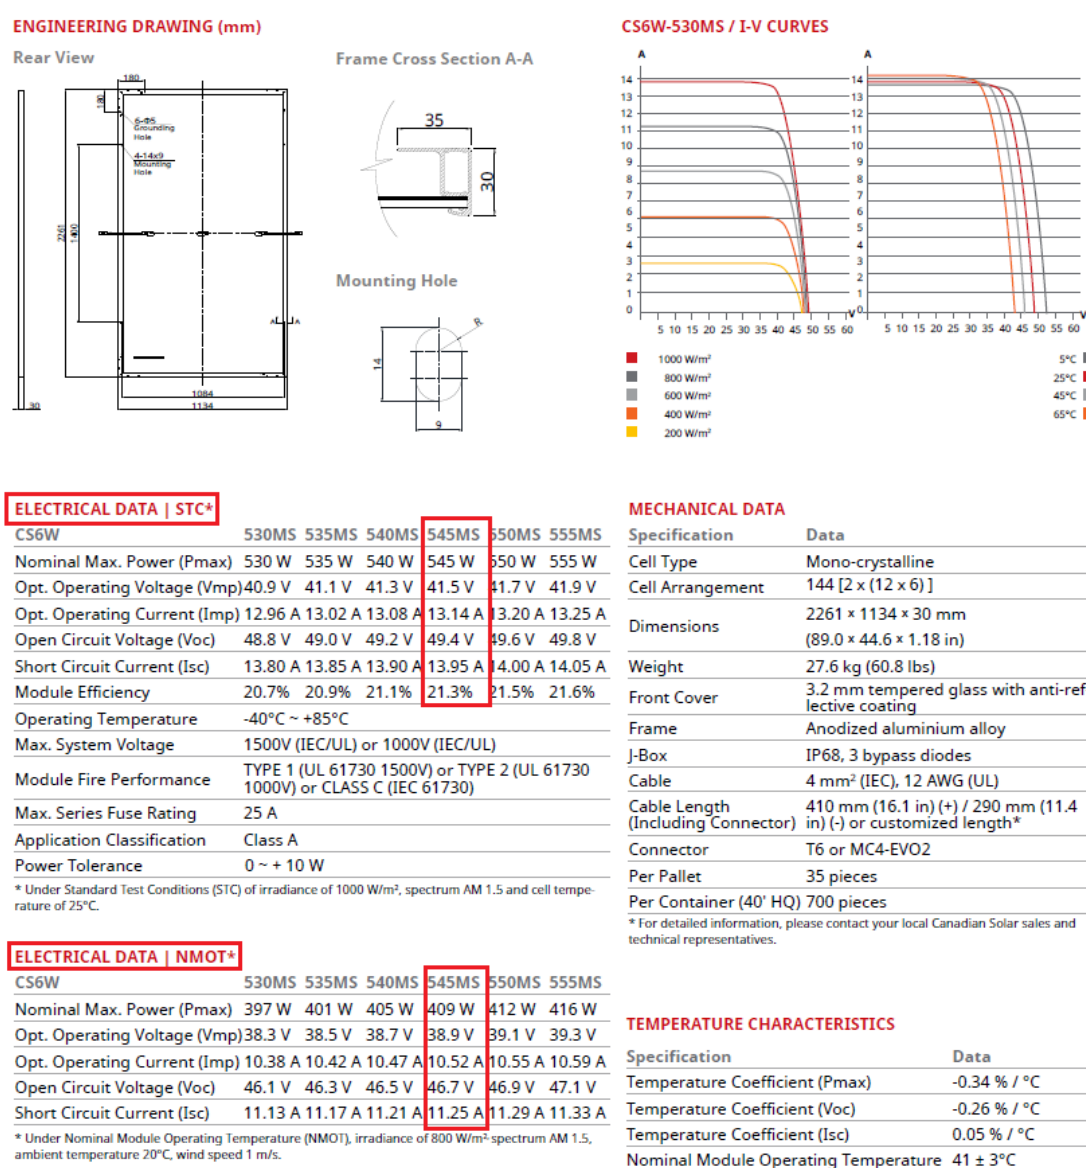 ENGINEERING DRAWING (mm)
Rear View
180
180
6-Φ5
Grounding
Hole
4-14x9
Mounting
Hole
2261
1400
A A
1084
1134
30
Frame Cross Section A-A
35
30
Mounting Hole
R
14
9
CS6W-530MS / I-V CURVES
A
14
13
12
11
10
9
8
7
6
5
4
3
2
1
0
V
5 10 15 20 25 30 35 40 45 50 55 60
A
14
13
12
11
10
9
8
7
6
5
4
3
2
1
0
V
5 10 15 20 25 30 35 40 45 50 55 60
1000 W/m²
800 W/m²
600 W/m²
400 W/m²
200 W/m²
5°C
25°C
45°C
65°C
ELECTRICAL DATA | STC*
CS6W 530MS 535MS 540MS 545MS 550MS 555MS
Nominal Max. Power (Pmax) 530 W 535 W 540 W 545 W 550 W 555 W
Opt. Operating Voltage (Vmp) 40.9 V 41.1 V 41.3 V 41.5 V 41.7 V 41.9 V
Opt. Operating Current (Imp) 12.96 A 13.02 A 13.08 A 13.14 A 13.20 A 13.25 A
Open Circuit Voltage (Voc) 48.8 V 49.0 V 49.2 V 49.4 V 49.6 V 49.8 V
Short Circuit Current (Isc) 13.80 A 13.85 A 13.90 A 13.95 A 14.00 A 14.05 A
Module Efficiency 20.7% 20.9% 21.1% 21.3% 21.5% 21.6%
Operating Temperature -40°C ~ +85°C
Max. System Voltage 1500V (IEC/UL) or 1000V (IEC/UL)
Module Fire Performance TYPE 1 (UL 61730 1500V) or TYPE 2 (UL 61730
1000V) or CLASS C (IEC 61730)
Max. Series Fuse Rating 25 A
Application Classification Class A
Power Tolerance 0 ~ + 10 W
* Under Standard Test Conditions (STC) of irradiance of 1000 W/m², spectrum AM 1.5 and cell tempe-
rature of 25°C.
ELECTRICAL DATA | NMOT*
CS6W 530MS 535MS 540MS 545MS 550MS 555MS
Nominal Max. Power (Pmax) 397 W 401 W 405 W 409 W 412 W 416 W
Opt. Operating Voltage (Vmp) 38.3 V 38.5 V 38.7 V 38.9 V 39.1 V 39.3 V
Opt. Operating Current (Imp) 10.38 A 10.42 A 10.47 A 10.52 A 10.55 A 10.59 A
Open Circuit Voltage (Voc) 46.1 V 46.3 V 46.5 V 46.7 V 46.9 V 47.1 V
Short Circuit Current (Isc) 11.13 A 11.17 A 11.21 A 11.25 A 11.29 A 11.33 A
* Under Nominal Module Operating Temperature (NMOT), irradiance of 800 W/m², spectrum AM 1.5,
ambient temperature 20°C, wind speed 1 m/s.
MECHANICAL DATA
Specification Data
Cell Type Mono-crystalline
Cell Arrangement 144 [2 x (12 x 6) ]
Dimensions 2261 × 1134 × 30 mm
(89.0 × 44.6 × 1.18 in)
Weight 27.6 kg (60.8 lbs)
Front Cover 3.2 mm tempered glass with anti-ref
lective coating
Frame Anodized aluminium alloy
J-Box IP68, 3 bypass diodes
Cable 4 mm² (IEC), 12 AWG (UL)
Cable Length 410 mm (16.1 in) (+) / 290 mm (11.4
(Including Connector) in) (-) or customized length*
Connector T6 or MC4-EVO2
Per Pallet 35 pieces
Per Container (40' HQ) 700 pieces
* For detailed information, please contact your local Canadian Solar sales and
technical representatives.
TEMPERATURE CHARACTERISTICS
Specification Data
Temperature Coefficient (Pmax) -0.34 % / °C
Temperature Coefficient (Voc) -0.26 % / °C
Temperature Coefficient (Isc) 0.05 % / °C
Nominal Module Operating Temperature 41 ± 3°C